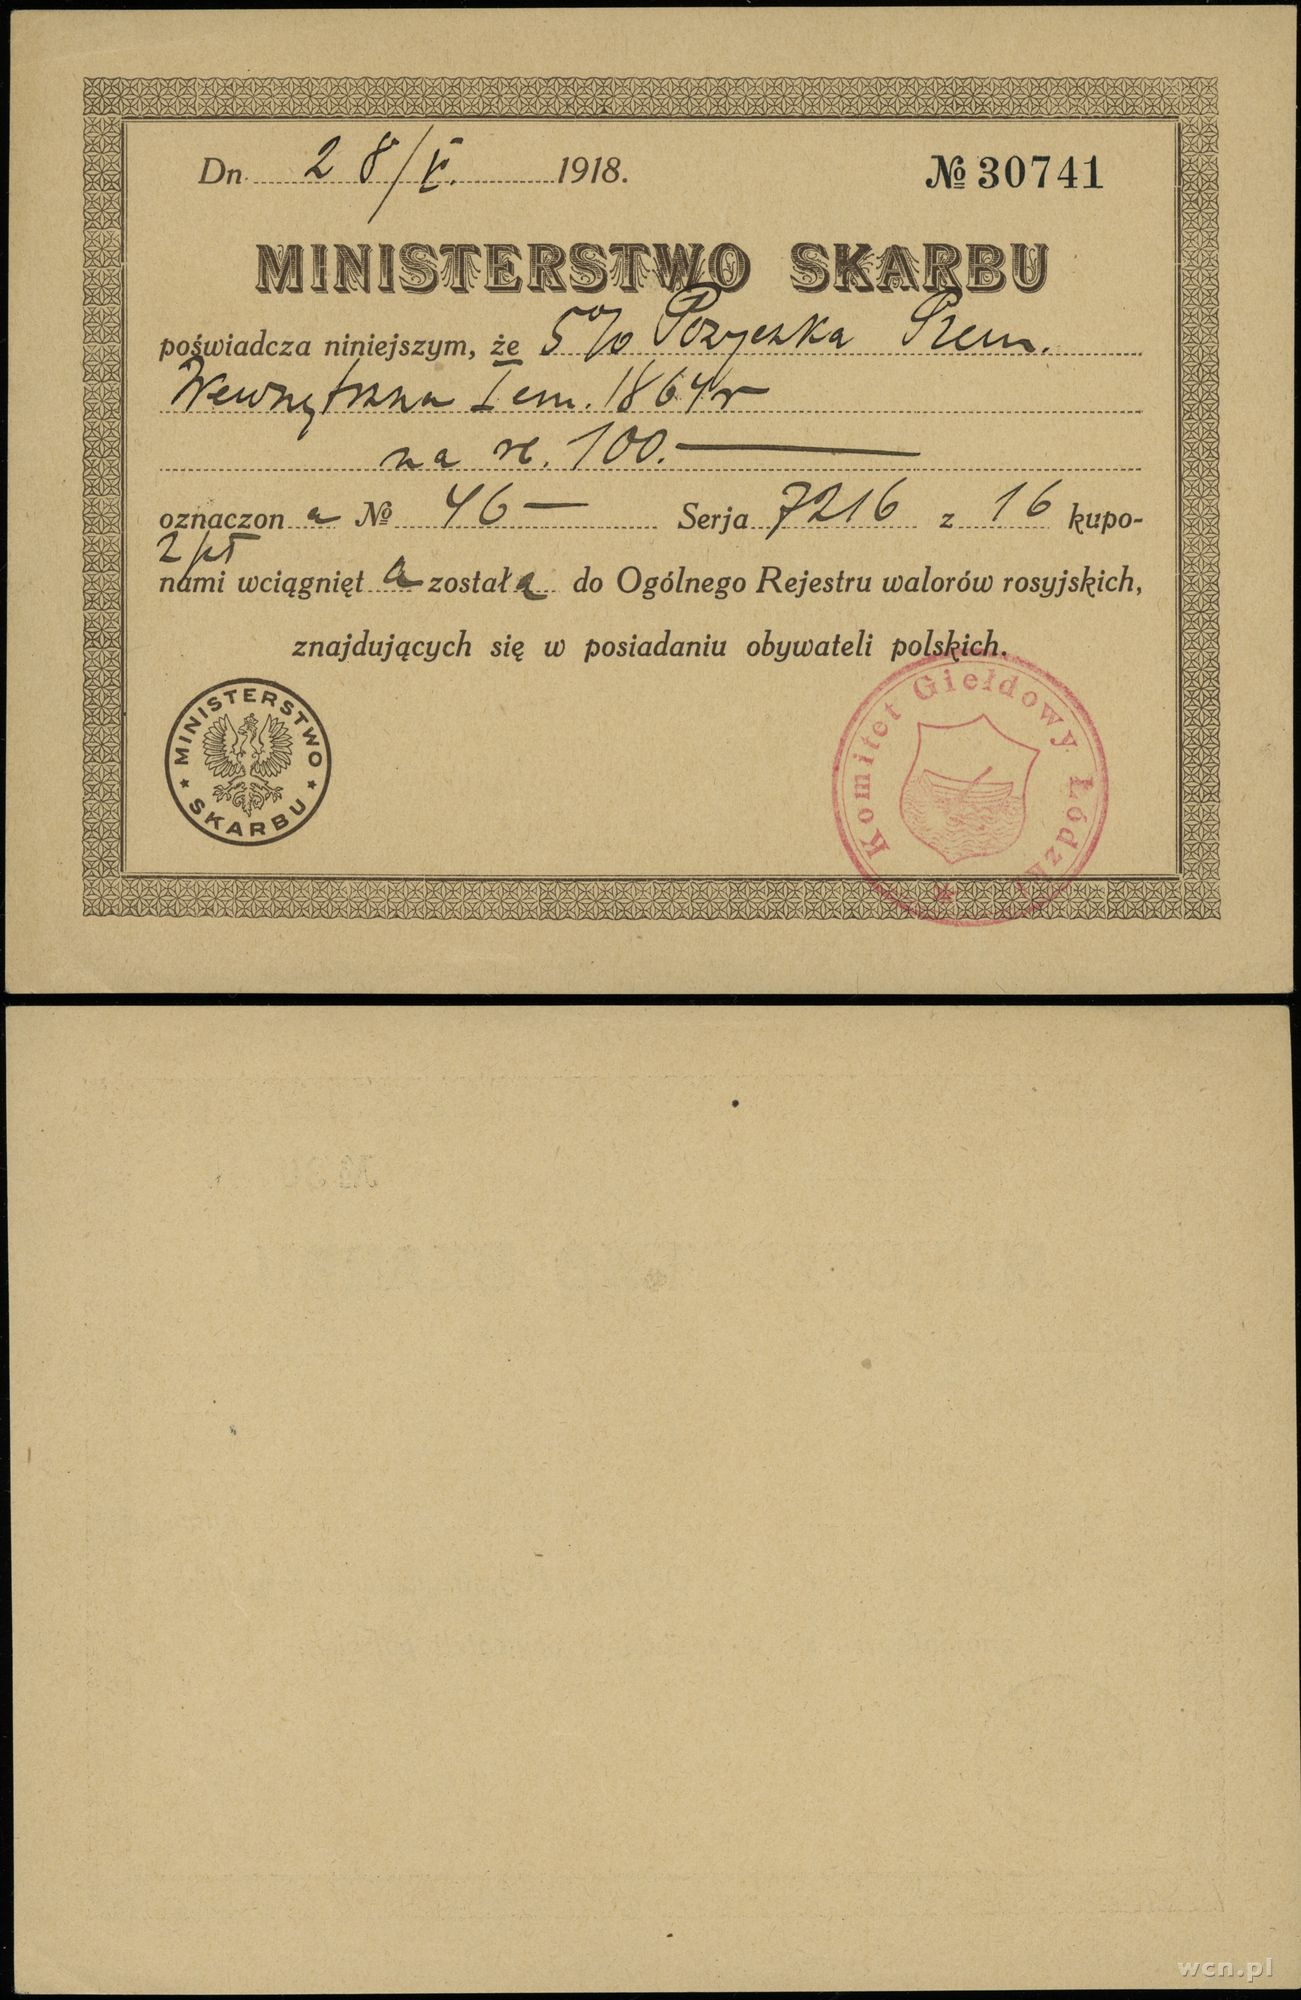 Dn. 28/V. 1918. № 30741
MINISTERSTWO SKARBU
poświadcza niniejszym, że 5% Pożyczka Prem.
Wewnętrzna I em. 1864 r
na rs. 100.—
oznaczona № 46 — Serja 7216 z 16 kupo-
nami wciągnięta została do Ogólnego Rejestru walorów rosyjskich,
znajdujących się w posiadaniu obywateli polskich.
MINISTERSTWO SKARBU
Komitet Giełdowy Łódzki
wcn.pl